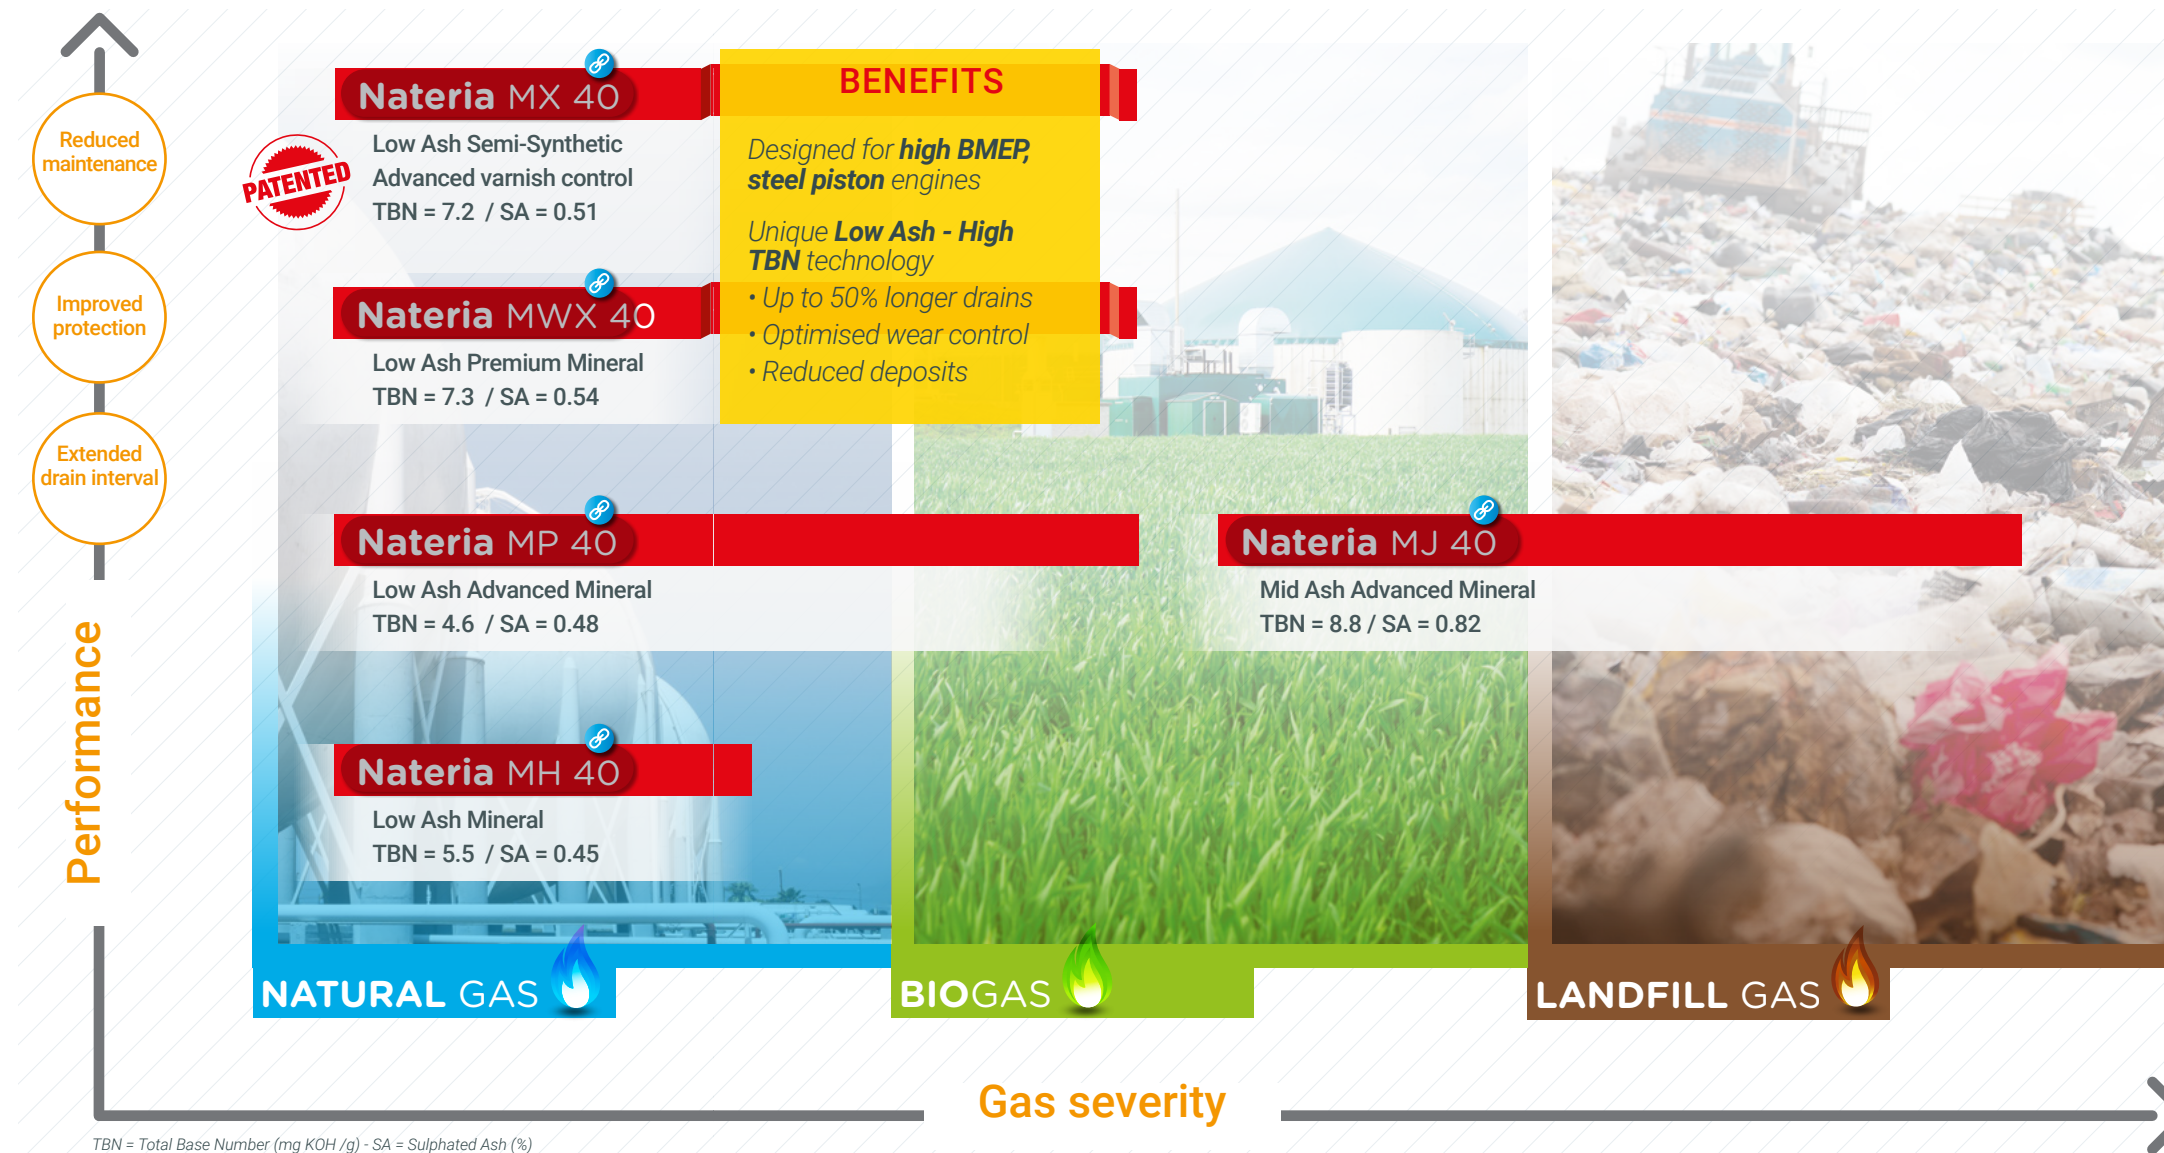 Reduced
maintenance
Improved
protection
Extended
drain interval
Performance
Nateria MX 40
PATENTED
Low Ash Semi-Synthetic
Advanced varnish control
TBN = 7.2 / SA = 0.51
Nateria MWX 40
Low Ash Premium Mineral
TBN = 7.3 / SA = 0.54
BENEFITS
Designed for high BMEP,
steel piston engines
Unique Low Ash - High
TBN technology
• Up to 50% longer drains
• Optimised wear control
• Reduced deposits
Nateria MP 40
Low Ash Advanced Mineral
TBN = 4.6 / SA = 0.48
Nateria MJ 40
Mid Ash Advanced Mineral
TBN = 8.8 / SA = 0.82
Nateria MH 40
Low Ash Mineral
TBN = 5.5 / SA = 0.45
NATURAL GAS
BIOGAS
LANDFILL GAS
Gas severity
TBN = Total Base Number (mg KOH /g) - SA = Sulphated Ash (%)